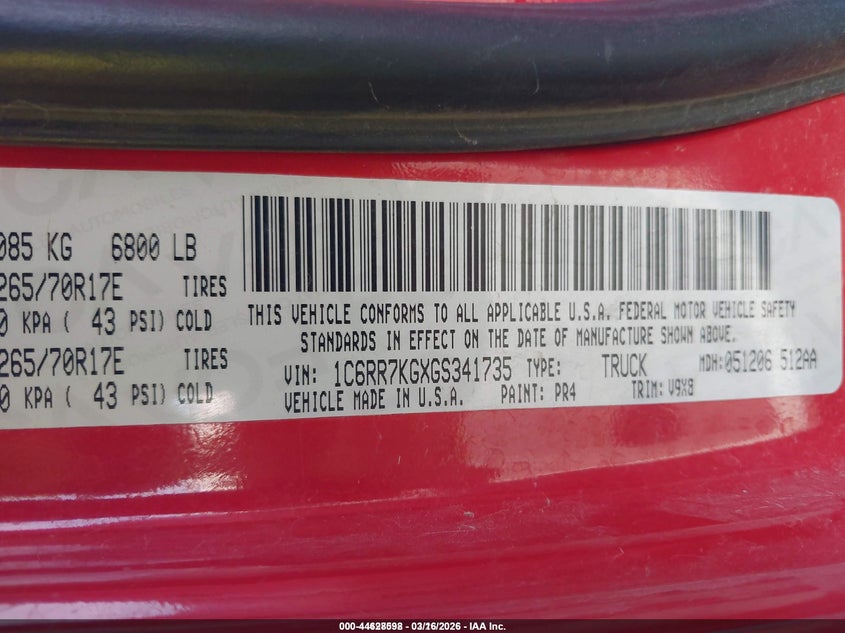 085 KG 6800 LB
265/70R17E TIRES
0 KPA ( 43 PSI) COLD
265/70R17E TIRES
0 KPA ( 43 PSI) COLD
THIS VEHICLE CONFORMS TO ALL APPLICABLE U.S.A. FEDERAL MOTOR VEHICLE SAFETY
STANDARDS IN EFFECT ON THE DATE OF MANUFACTURE SHOWN ABOVE.
VIN: 1C6RR7KGXGS341735 TYPE: TRUCK MDH: 051206 512AA
VEHICLE MADE IN U.S.A. PAINT: PR4 TRIM: V9X8
03/16/2026 - IAA Inc.